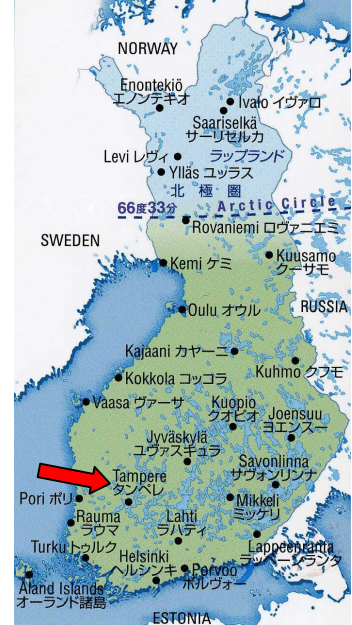 NORWAY
Enontekiö
エノンテキオ
Ivalo イヴァロ
Saariselkä
サーリセルカ
Levi レヴィ
ラップランド
Ylläs ユッラス
北極圏
66度33分
Arctic Circle
Rovaniemi ロヴァニエミ
SWEDEN
Kuusamo
クーサモ
Kemi ケミ
Oulu オウル
RUSSIA
Kajaani カヤーニ
Kuhmo クフモ
Kokkola コッコラ
Vaasa ヴァーサ
Kuopio
クオピオ
Joensuu
ヨエンスー
Jyväskylä
ユヴァスキュラ
Savonlinna
サヴォンリンナ
Tampere
タンペレ
Pori ポリ
Mikkeli
ミッケリ
Rauma
ラウマ
Lahti
ラハティ
Turku トゥルク
Lappeenranta
ラッペーンランタ
Helsinki
ヘルシンキ
Porvoo
ポルヴォー
Åland Islands
オーランド諸島
ESTONIA